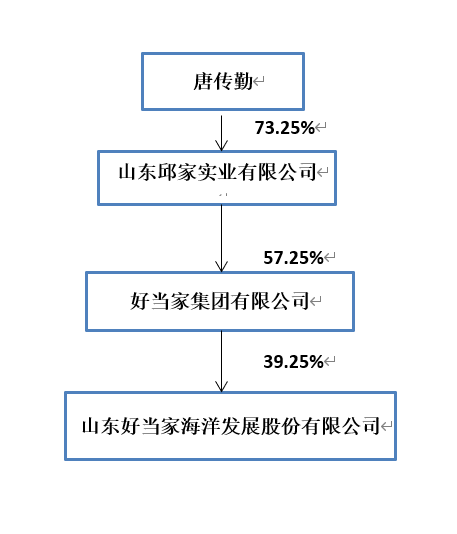 唐传勤
73.25%
山东邱家实业有限公司
57.25%
好当家集团有限公司
39.25%
山东好当家海洋发展股份有限公司